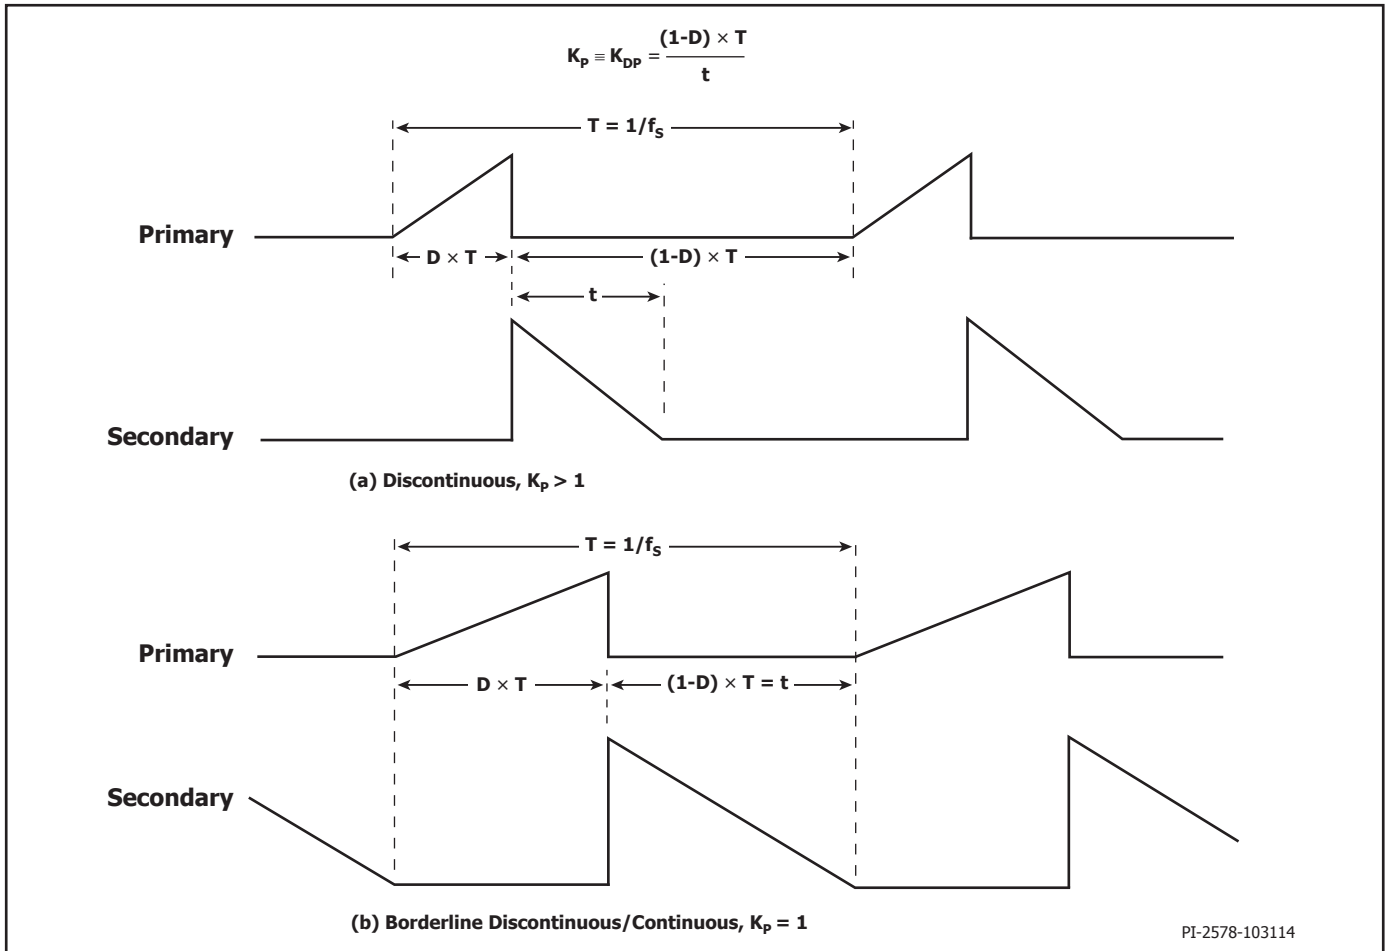 K_P ≡ K_DP = (1-D) × T / t
T = 1/f_S
Primary
D × T
(1-D) × T
t
Secondary
(a) Discontinuous, K_P > 1
T = 1/f_S
Primary
D × T
(1-D) × T = t
Secondary
(b) Borderline Discontinuous/Continuous, K_P = 1
PI-2578-103114